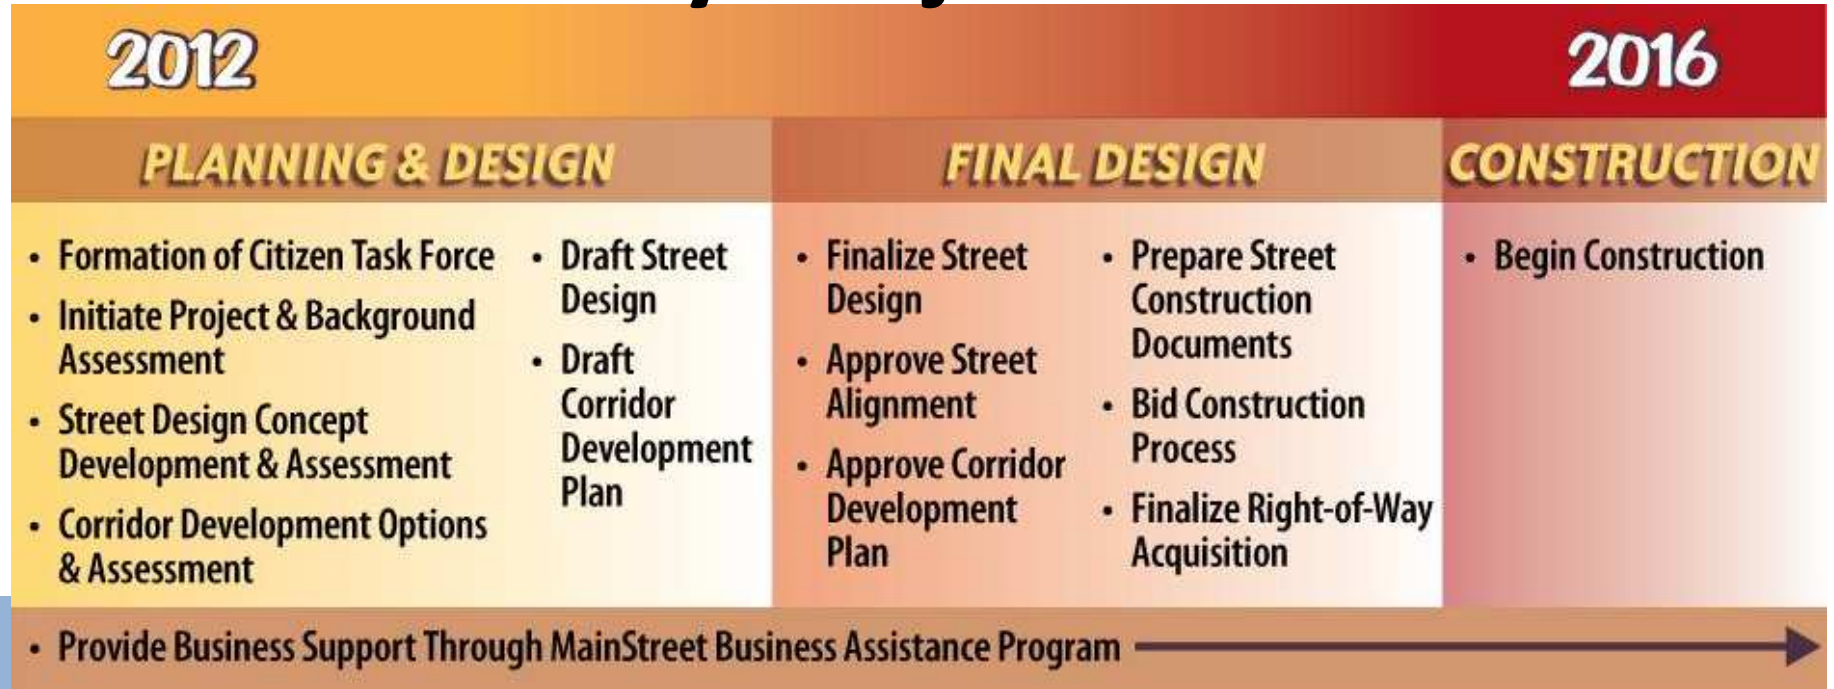 2012
2016
PLANNING & DESIGN
FINAL DESIGN
CONSTRUCTION
• Formation of Citizen Task Force
• Initiate Project & Background
Assessment
• Street Design Concept
Development & Assessment
• Corridor Development Options
& Assessment
• Draft Street
Design
• Draft
Corridor
Development
Plan
• Finalize Street
Design
• Approve Street
Alignment
• Approve Corridor
Development
Plan
• Prepare Street
Construction
Documents
• Bid Construction
Process
• Finalize Right-of-Way
Acquisition
• Begin Construction
• Provide Business Support Through MainStreet Business Assistance Program